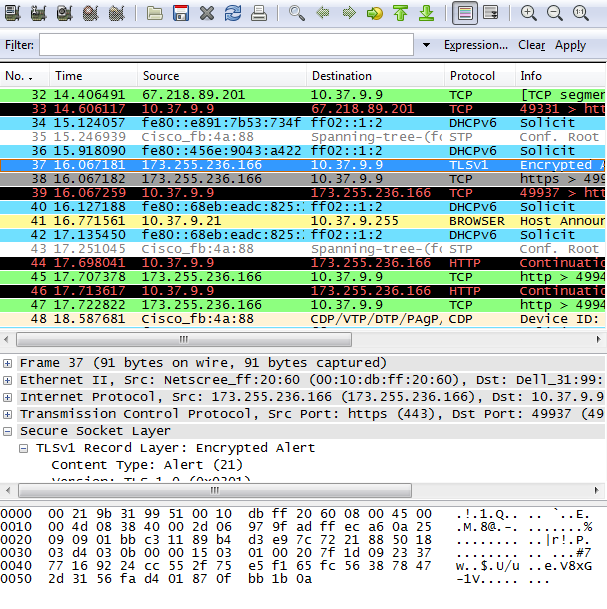 Filter: Expression... Clear Apply
No. . Time Source Destination Protocol Info
32 14.406491 67.218.89.201 10.37.9.9 TCP [TCP segmer
33 14.606117 10.37.9.9 67.218.89.201 TCP 49331 > htt
34 15.124057 fe80::e891:7b53:734f ff02::1:2 DHCPv6 Solicit
35 15.246939 Cisco_fb:4a:88 Spanning-tree-(fo STP Conf. Root
36 15.918090 fe80::456e:9043:a422 ff02::1:2 DHCPv6 Solicit
37 16.067181 173.255.236.166 10.37.9.9 TLSv1 Encrypted A
38 16.067182 173.255.236.166 10.37.9.9 TCP https > 499
39 16.067259 10.37.9.9 173.255.236.166 TCP 49937 > htt
40 16.127188 fe80::68eb:eadc:825: ff02::1:2 DHCPv6 Solicit
41 16.771561 10.37.9.21 10.37.9.255 BROWSER Host Announ
42 17.135450 fe80::68eb:eadc:825: ff02::1:2 DHCPv6 Solicit
43 17.251045 Cisco_fb:4a:88 Spanning-tree-(fo STP Conf. Root
44 17.698041 10.37.9.9 173.255.236.166 HTTP Continuatio
45 17.707378 173.255.236.166 10.37.9.9 TCP http > 4994
46 17.713617 10.37.9.9 173.255.236.166 HTTP Continuatio
47 17.722822 173.255.236.166 10.37.9.9 TCP http > 4994
48 18.587681 Cisco_fb:4a:88 CDP/VTP/DTP/PAgP/ CDP Device ID:
Frame 37 (91 bytes on wire, 91 bytes captured)
Ethernet II, Src: Netscree_ff:20:60 (00:10:db:ff:20:60), Dst: Dell_31:99:
Internet Protocol, Src: 173.255.236.166 (173.255.236.166), Dst: 10.37.9.9
Transmission Control Protocol, Src Port: https (443), Dst Port: 49937 (49
Secure Socket Layer
TLSv1 Record Layer: Encrypted Alert
Content Type: Alert (21)
Version: TLS 1.0 (0x0301)
0000 00 21 9b 31 99 51 00 10 db ff 20 60 08 00 45 00 .!.1.Q.. .. `..E.
0010 00 4d 08 38 40 00 2d 06 97 9f ad ff ec a6 0a 25 .M.8@.-. .......%
0020 09 09 01 bb c3 11 89 b4 d3 e9 7c 72 21 88 50 18 ........ ..|r!.P.
0030 03 d4 03 0b 00 00 15 03 01 00 20 7f 1d 09 23 37 ........ .. ...#7
0040 77 16 92 24 cc 55 2f 75 e5 f1 65 fc 56 38 78 47 w..$.U/u ..e.V8xG
0050 2d 31 56 fa d4 01 87 0f bb 1b 0a -1V..... ...